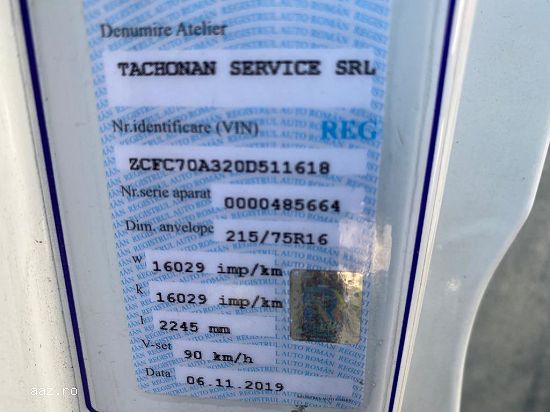 Denumire Atelier
TACHONAN SERVICE SRL
Nr.identificare (VIN) REG
ZCFC70A320D511618
Nr.serie aparat 0000485664
Dim. anvelope 215/75R16
w 16029 imp/km
k 16029 imp/km
l 2245 mm
V-set 90 km/h
Data 06.11.2019
aaz.ro